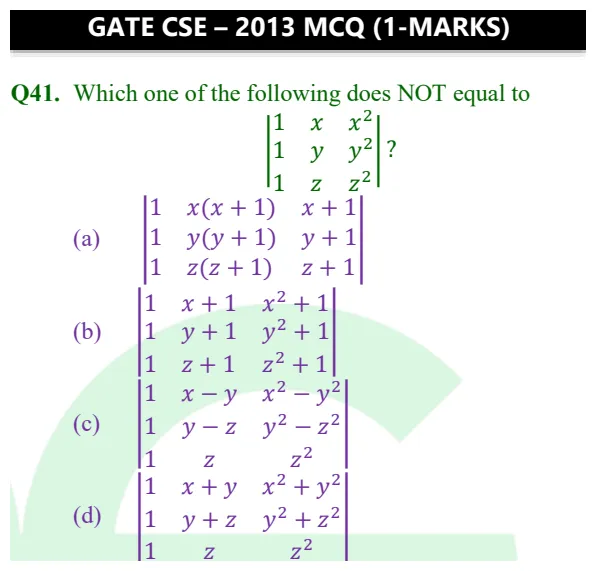 GATE CSE – 2013 MCQ (1-MARKS)
Q41. Which one of the following does NOT equal to
|1 x x²|
|1 y y²| ?
|1 z z²|
|1 x(x + 1) x + 1|
(a) |1 y(y + 1) y + 1|
|1 z(z + 1) z + 1|
|1 x + 1 x² + 1|
(b) |1 y + 1 y² + 1|
|1 z + 1 z² + 1|
|1 x − y x² − y²|
(c) |1 y − z y² − z²|
|1 z z²|
|1 x + y x² + y²|
(d) |1 y + z y² + z²|
|1 z z²|